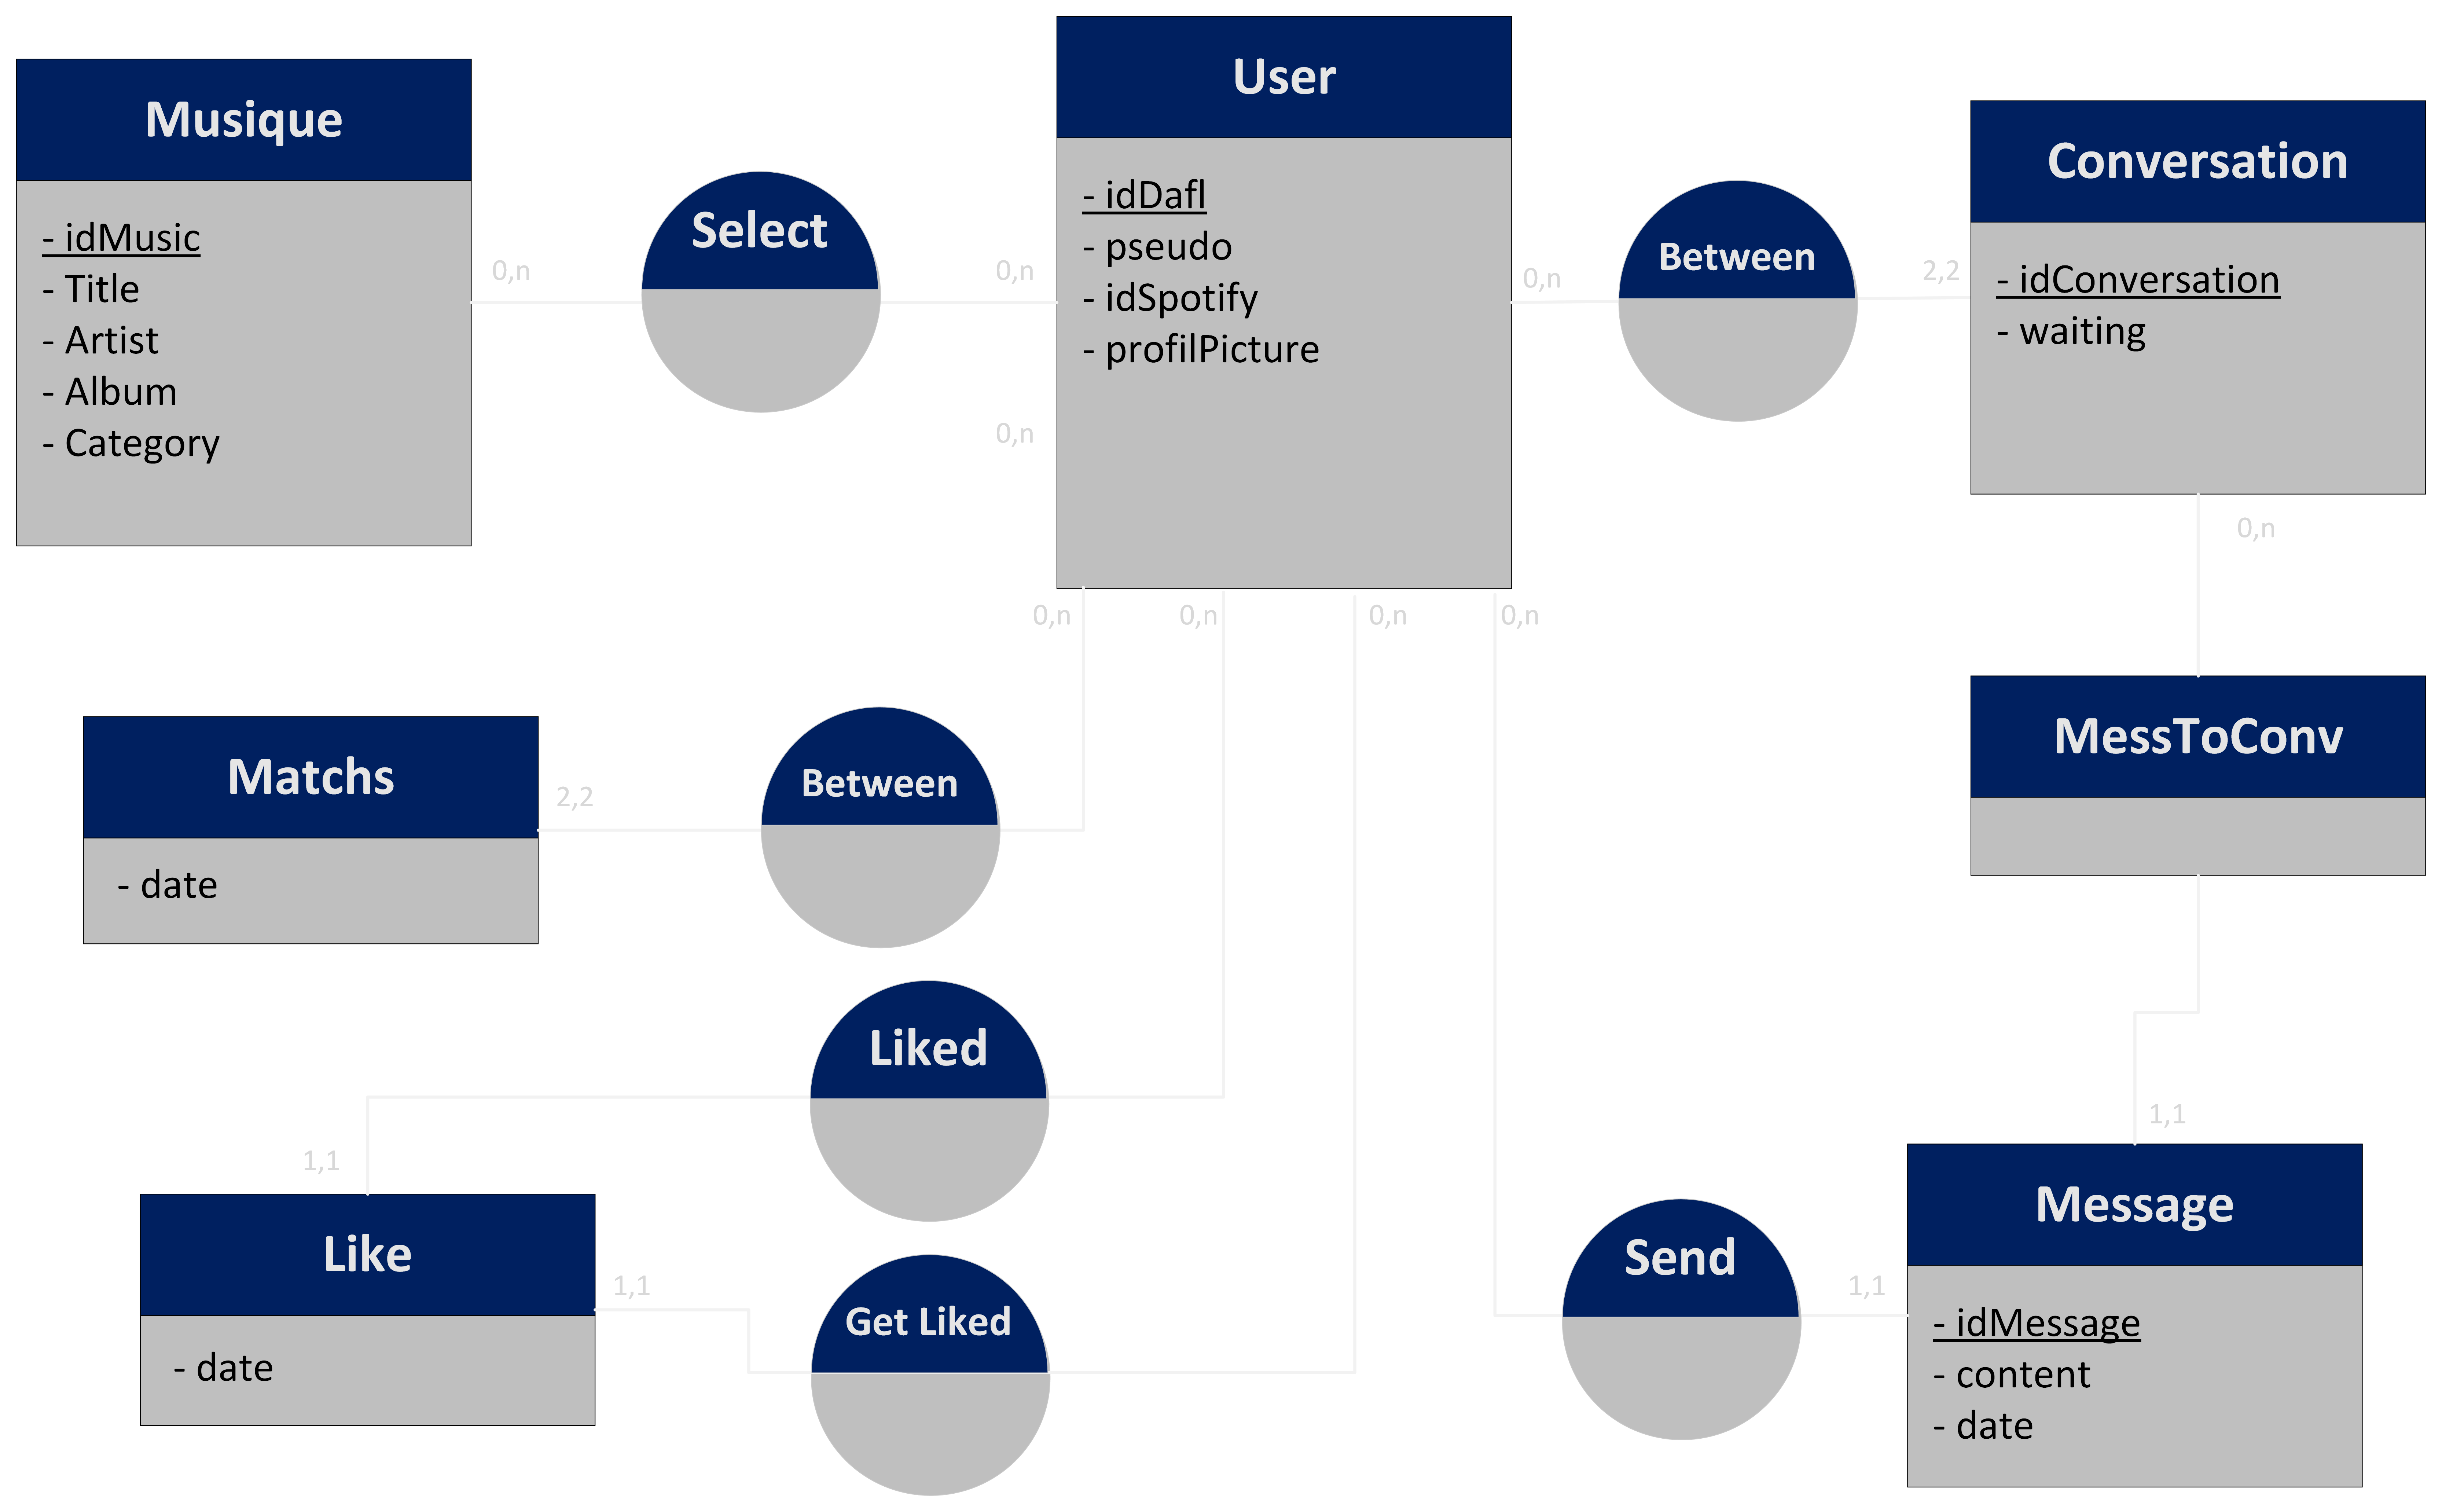 Musique
- idMusic
- Title
- Artist
- Album
- Category
0,n
Select
0,n
0,n
User
- idDafl
- pseudo
- idSpotify
- profilPicture
0,n
Between
2,2
Conversation
- idConversation
- waiting
0,n
0,n
0,n
0,n
0,n
MessToConv
Matchs
- date
2,2
Between
Liked
1,1
Like
- date
1,1
Get Liked
Send
1,1
1,1
Message
- idMessage
- content
- date